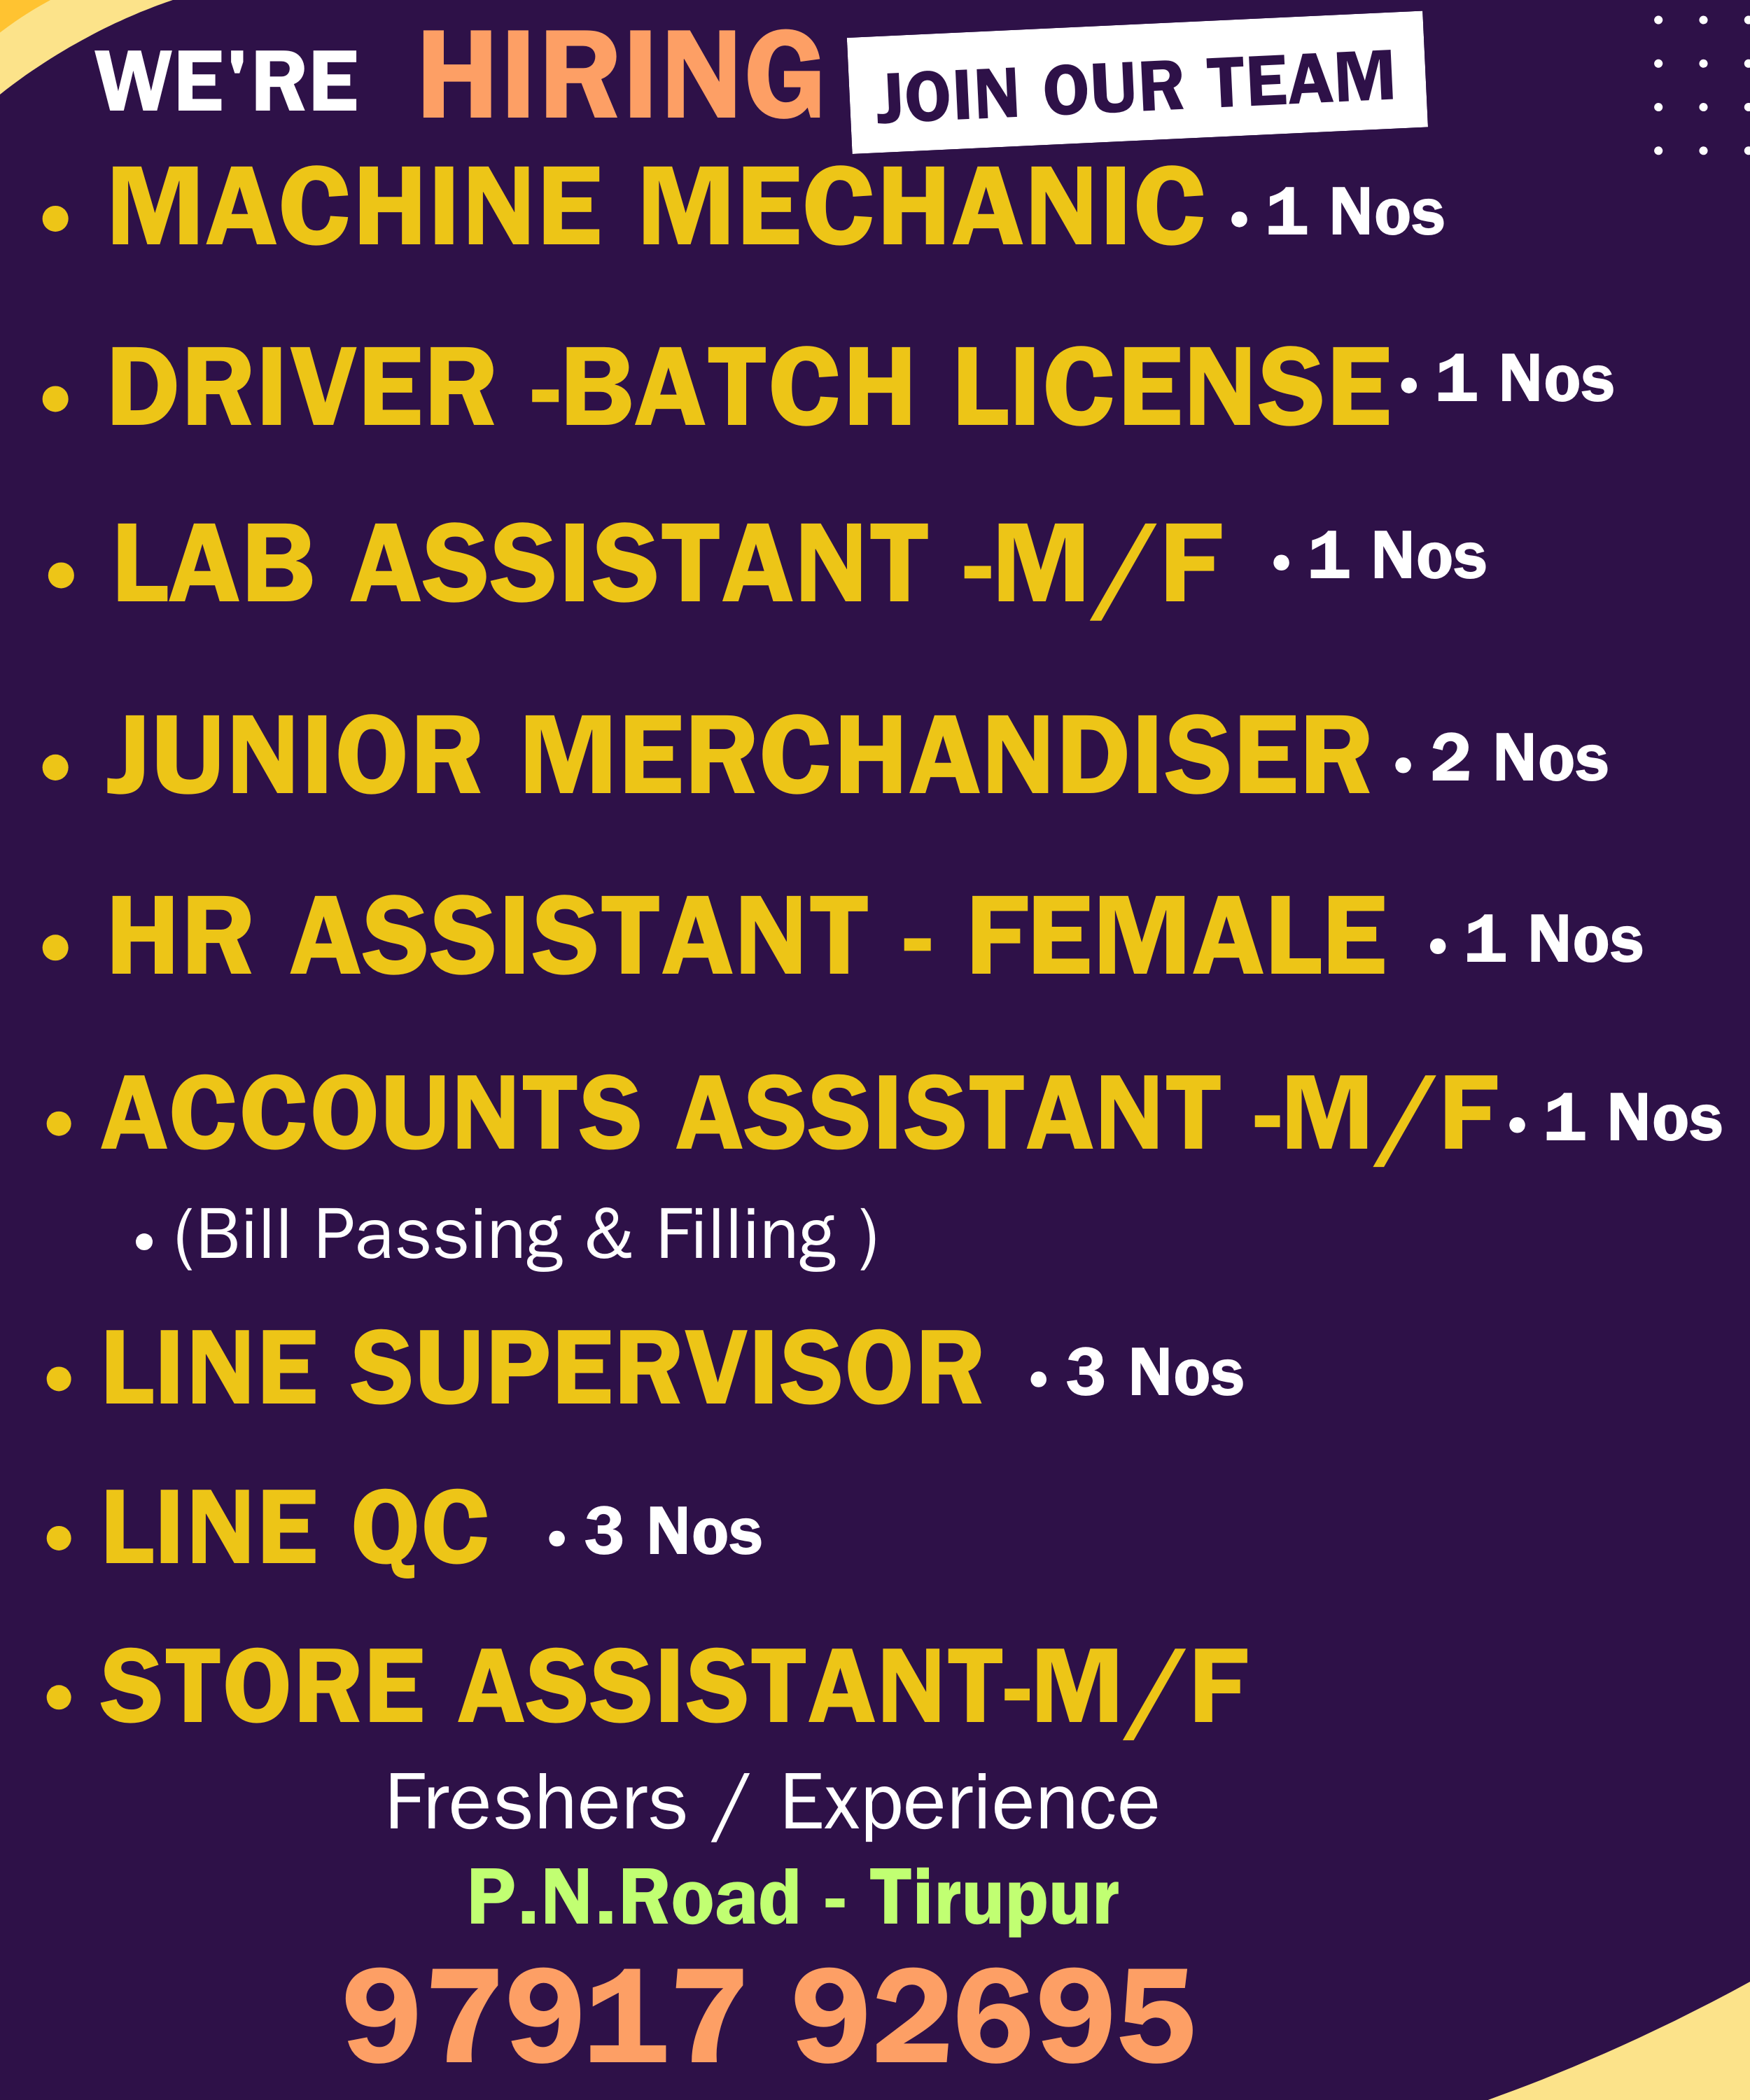 WE'RE HIRING JOIN OUR TEAM
• MACHINE MECHANIC • 1 Nos
• DRIVER -BATCH LICENSE • 1 Nos
• LAB ASSISTANT -M/F • 1 Nos
• JUNIOR MERCHANDISER • 2 Nos
• HR ASSISTANT - FEMALE • 1 Nos
• ACCOUNTS ASSISTANT -M/F • 1 Nos
• (Bill Passing & Filling )
• LINE SUPERVISOR • 3 Nos
• LINE QC • 3 Nos
• STORE ASSISTANT-M/F
Freshers / Experience
P.N.Road - Tirupur
97917 92695